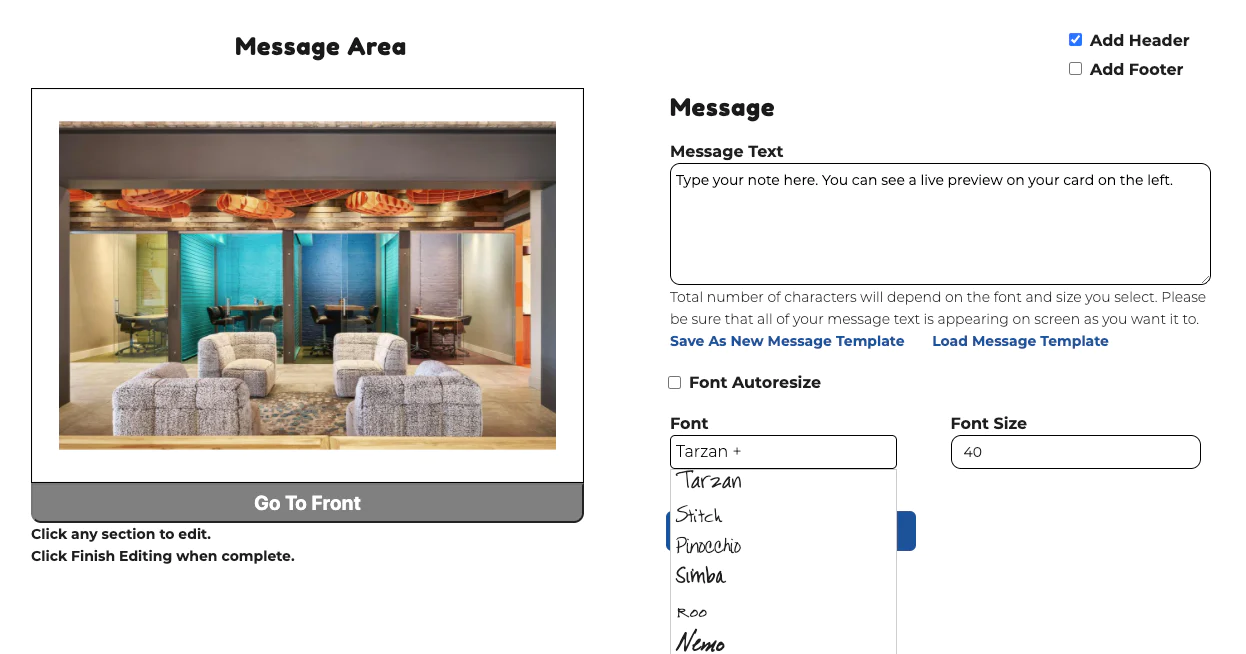 Message Area
Add Header
Add Footer
Message
Message Text
Type your note here. You can see a live preview on your card on the left.
Total number of characters will depend on the font and size you select. Please
be sure that all of your message text is appearing on screen as you want it to.
Save As New Message Template
Load Message Template
Font Autoresize
Font
Font Size
Tarzan +
40
Tarzan
Stitch
Pinocchio
Simba
Roo
Nemo
Go To Front
Click any section to edit.
Click Finish Editing when complete.